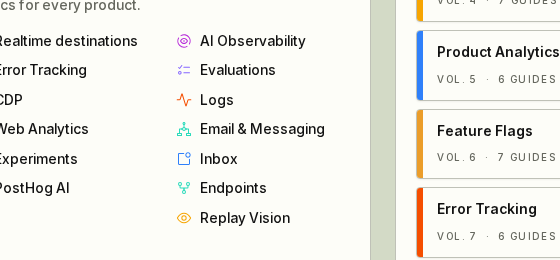 cs for every product.
Realtime destinations
Error Tracking
CDP
Web Analytics
Experiments
PostHog AI
AI Observability
Evaluations
Logs
Email & Messaging
Inbox
Endpoints
Replay Vision
VOL. 4 · 7 GUIDES
Product Analytics
VOL. 5 · 6 GUIDES
Feature Flags
VOL. 6 · 7 GUIDES
Error Tracking
VOL. 7 · 6 GUIDES